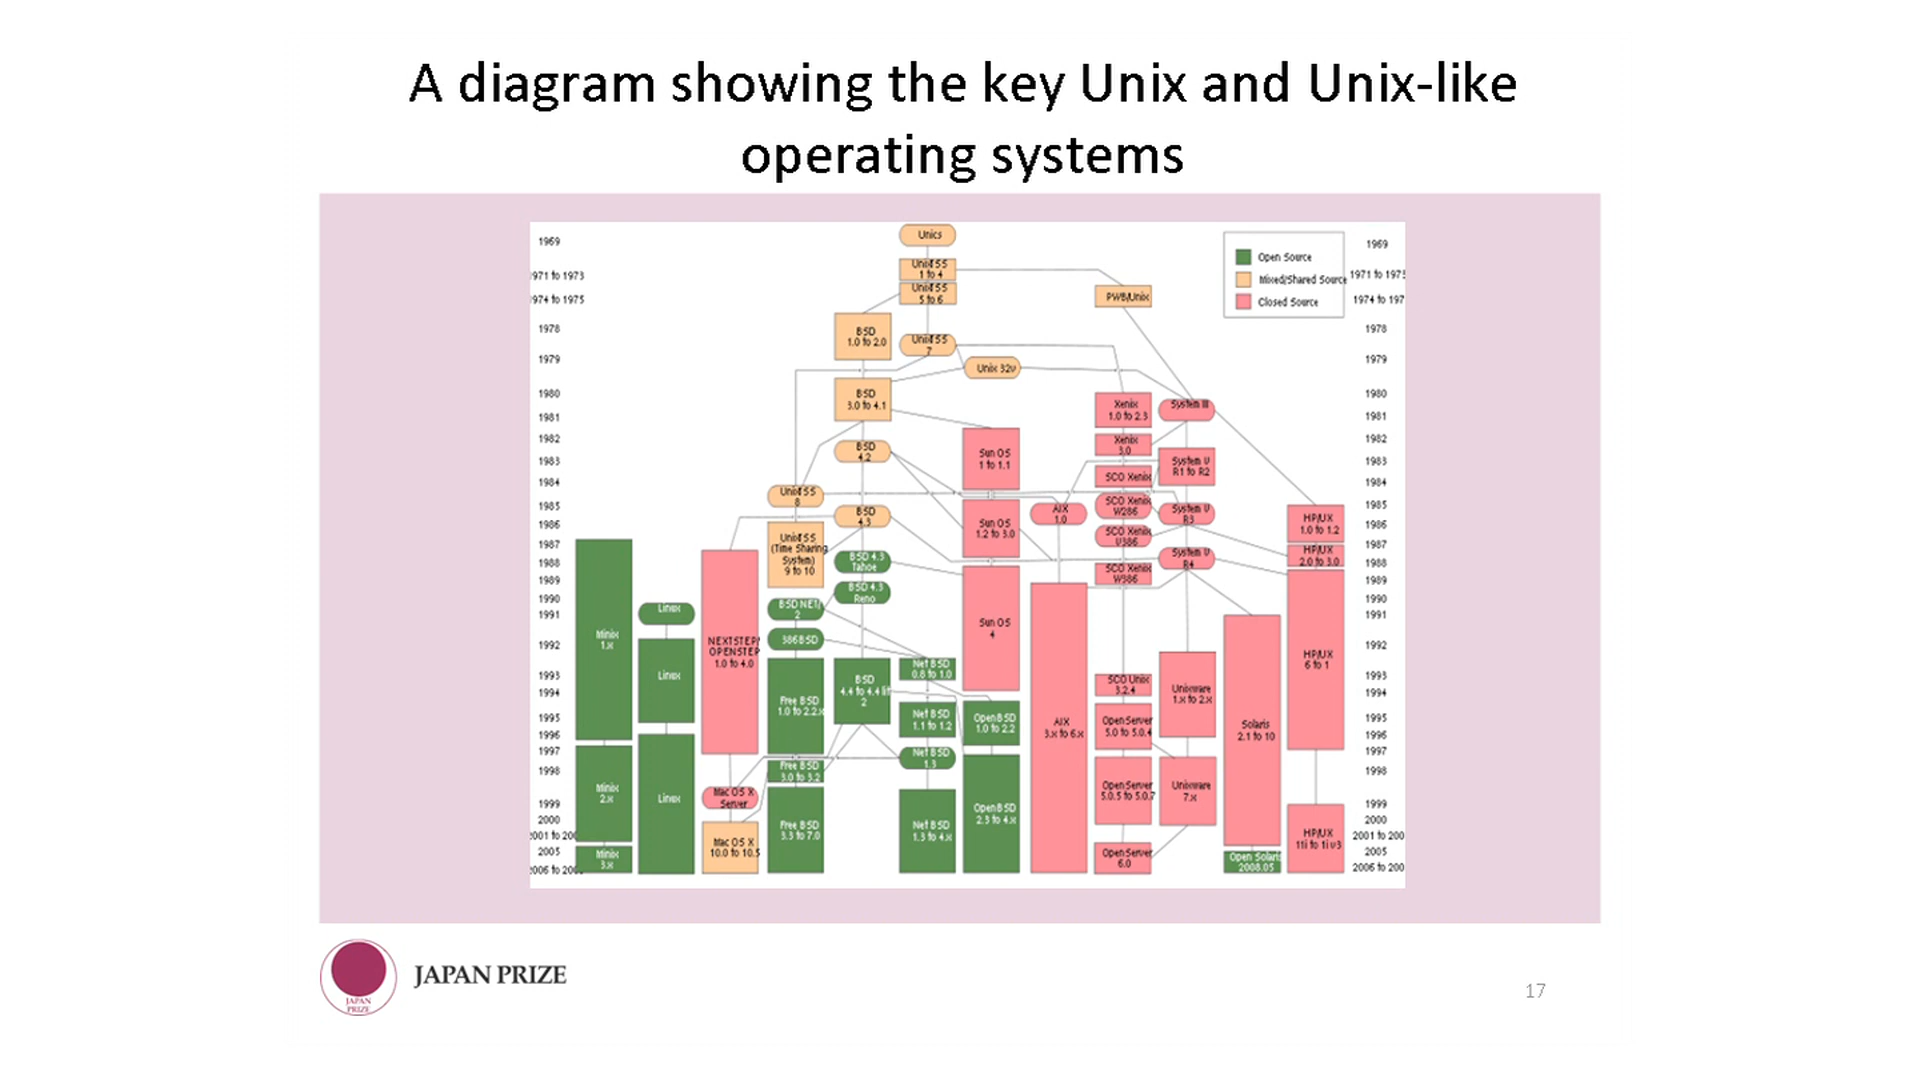 A diagram showing the key Unix and Unix-like
operating systems
1969
1971 to 1973
1974 to 1975
1978
1979
1980
1981
1982
1983
1984
1985
1986
1987
1988
1989
1990
1991
1992
1993
1994
1995
1996
1997
1998
1999
2000
2001 to 200
2005
2006 to 200
Unics
1 to 4
5 to 6
7
PWB/Unix
BSD
1.0 to 2.0
Unix 32v
BSD
3.0 to 4.1
BSD
4.2
8
BSD
4.3
(Time Sharing
System)
9 to 10
BSD 4.3
Tahoe
BSD 4.3
Reno
BSD NET/
2
386BSD
BSD
4.4 to 4.4 lit
2
Free BSD
1.0 to 2.2.x
Free BSD
3.0 to 3.2
Free BSD
3.3 to 7.0
Net BSD
0.8 to 1.0
Net BSD
1.1 to 1.2
Net BSD
1.3
Net BSD
1.3 to 4.x
Open BSD
1.0 to 2.2
Open BSD
2.3 to 4.x
Sun OS
1 to 1.1
Sun OS
1.2 to 3.0
Sun OS
4
Minix
1.x
Minix
2.x
Minix
3.x
Linux
Linux
Linux
NEXTSTEP/
OPENSTEP
1.0 to 4.0
Mac OS X
Server
Mac OS X
10.0 to 10.5
AIX
1.0
AIX
3.x to 6.x
Xenix
1.0 to 2.3
Xenix
3.0
SCO Xenix
SCO Xenix
W286
SCO Xenix
V386
SCO Xenix
W386
SCO Unix
3.2.4
Open Server
5.0 to 5.0.4
Open Server
5.0.5 to 5.0.7
Open Server
6.0
System III
System V
R1 to R2
System V
R3
System V
R4
Unixware
1.x to 2.x
Unixware
7.x
Solaris
2.1 to 10
Open Solaris
2008.05
HP/UX
1.0 to 1.2
HP/UX
2.0 to 3.0
HP/UX
6 to 1
HP/UX
11i to 11i v3
Open Source
Mixed/Shared Source
Closed Source
1969
1971 to 1973
1974 to 197
1978
1979
1980
1981
1982
1983
1984
1985
1986
1987
1988
1989
1990
1991
1992
1993
1994
1995
1996
1997
1998
1999
2000
2001 to 200
2005
2006 to 200
JAPAN
PRIZE
JAPAN PRIZE
17